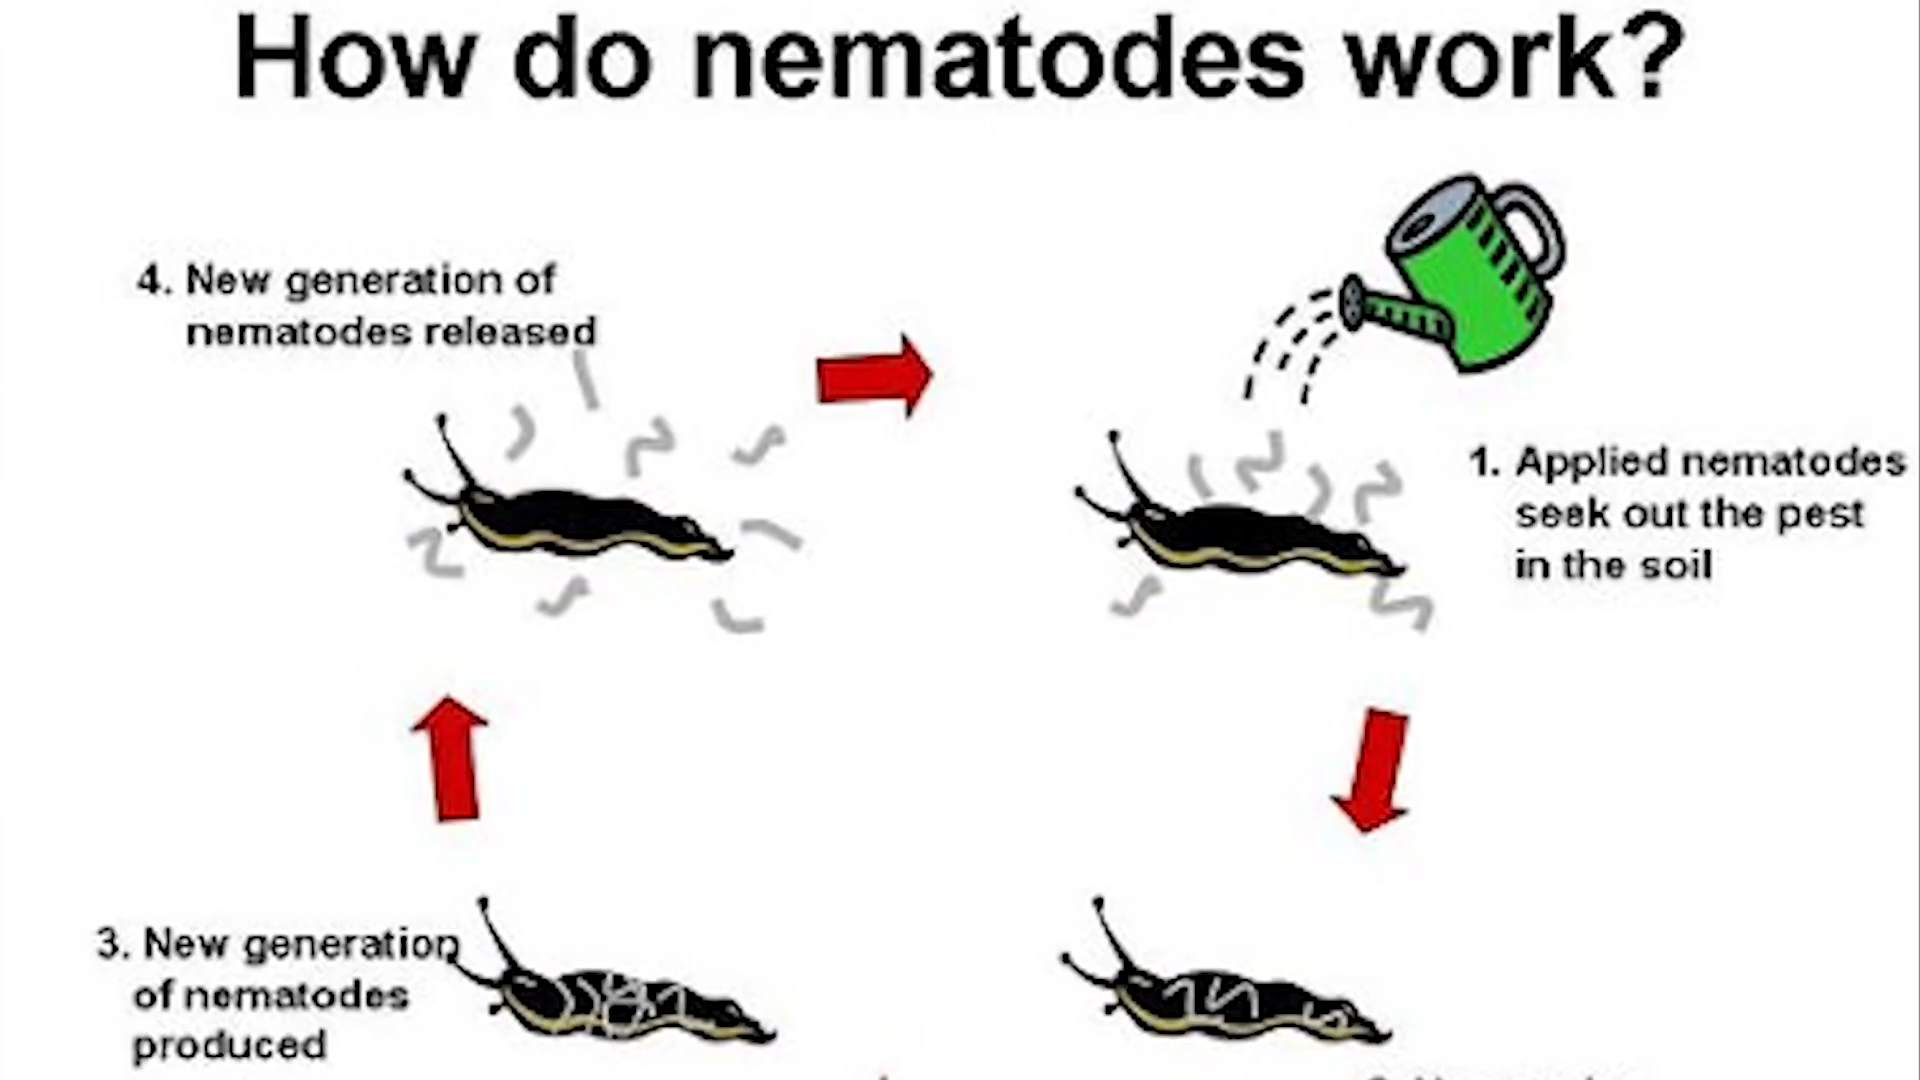 How do nematodes work?
4. New generation of
nematodes released
1. Applied nematodes
seek out the pest
in the soil
3. New generation
of nematodes
produced